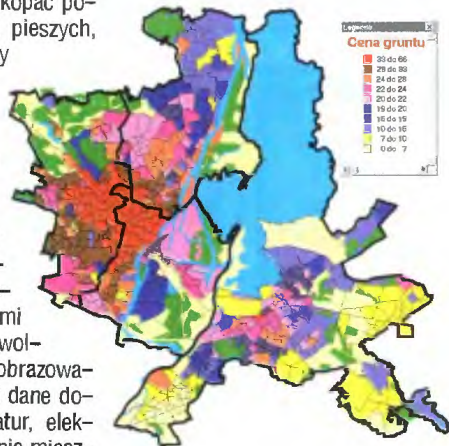 kopać po-
pieszych,
y
-
-
mi
wol-
obrazowa-
dane do-
atur, elek-
Legenda
Cena gruntu
33 do 66
28 do 33
24 do 28
22 do 24
20 do 22
19 do 20
16 do 19
10 do 16
7 do 10
0 do 7